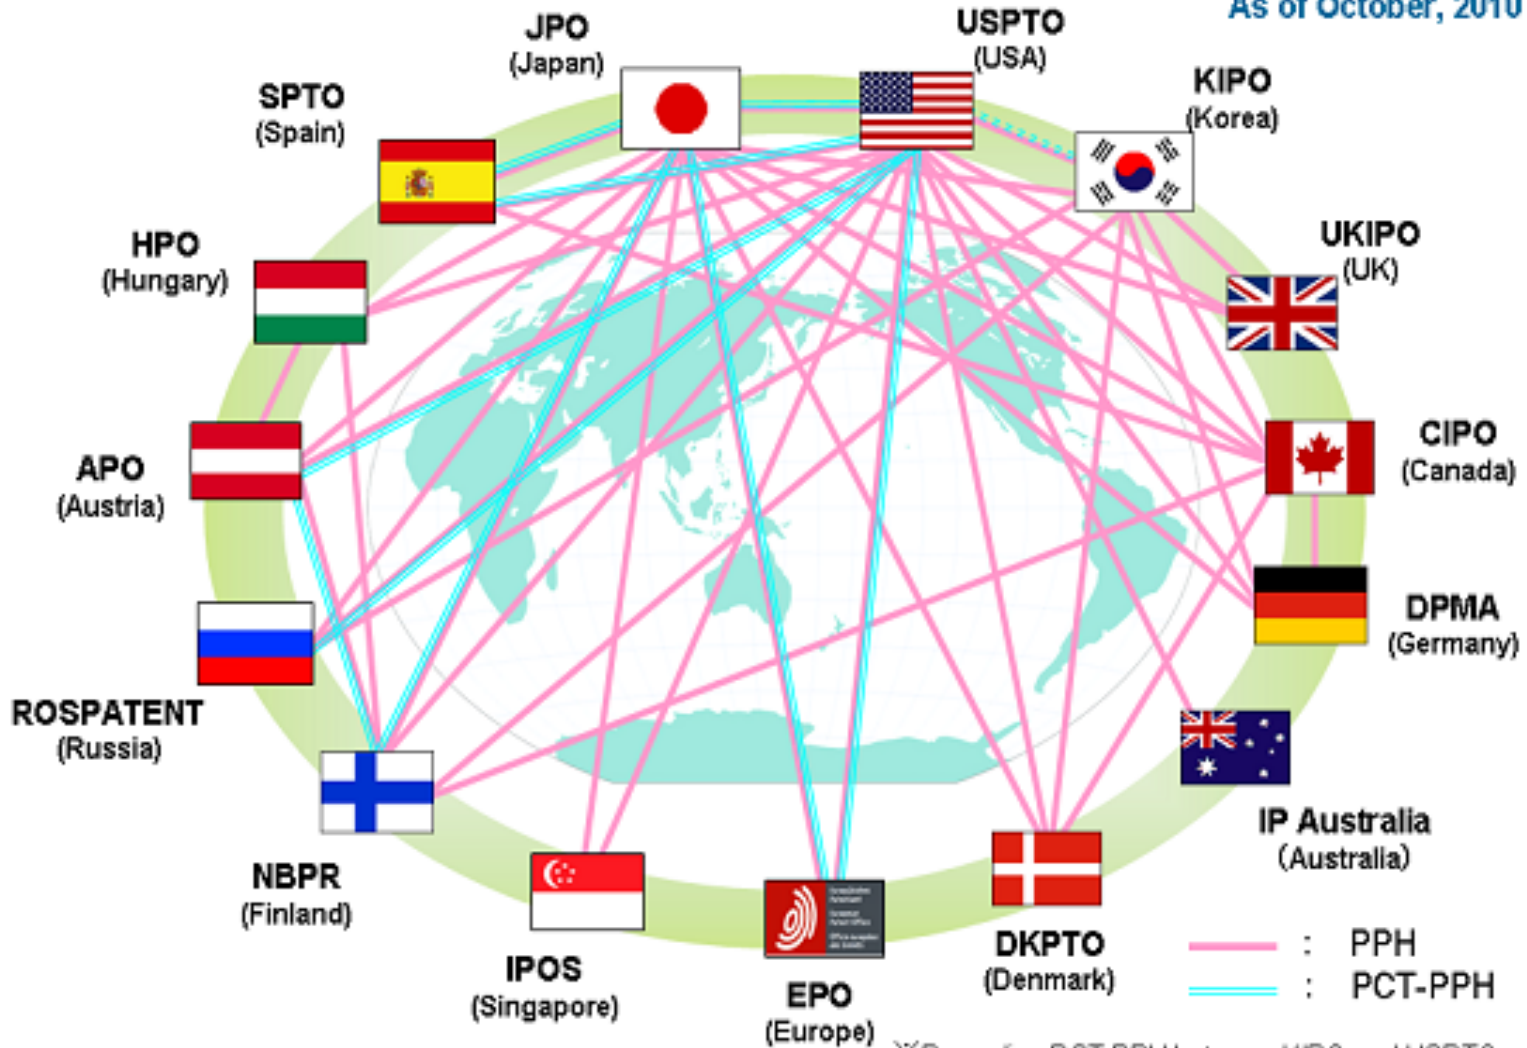 As of October, 2010
JPO
(Japan)
USPTO
(USA)
KIPO
(Korea)
SPTO
(Spain)
UKIPO
(UK)
HPO
(Hungary)
CIPO
(Canada)
APO
(Austria)
DPMA
(Germany)
ROSPATENT
(Russia)
IP Australia
(Australia)
NBPR
(Finland)
DKPTO
(Denmark)
IPOS
(Singapore)
EPO
(Europe)
: PPH
: PCT-PPH